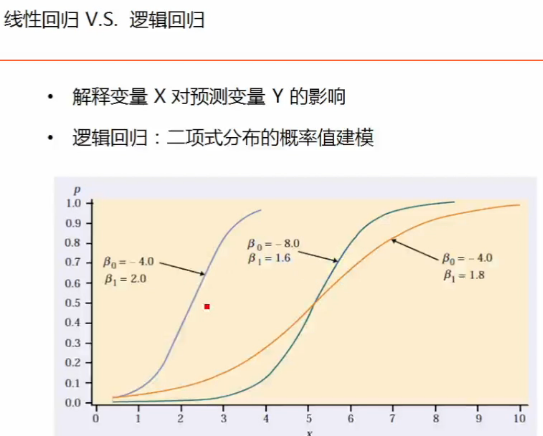 线性回归 V.S. 逻辑回归
• 解释变量 X 对预测变量 Y 的影响
• 逻辑回归：二项式分布的概率值建模
p
1.0
0.9
0.8
0.7
0.6
0.5
0.4
0.3
0.2
0.1
0.0
β0 = − 4.0
β1 = 2.0
β0 = − 8.0
β1 = 1.6
β0 = − 4.0
β1 = 1.8
0 1 2 3 4 5 6 7 8 9 10
x